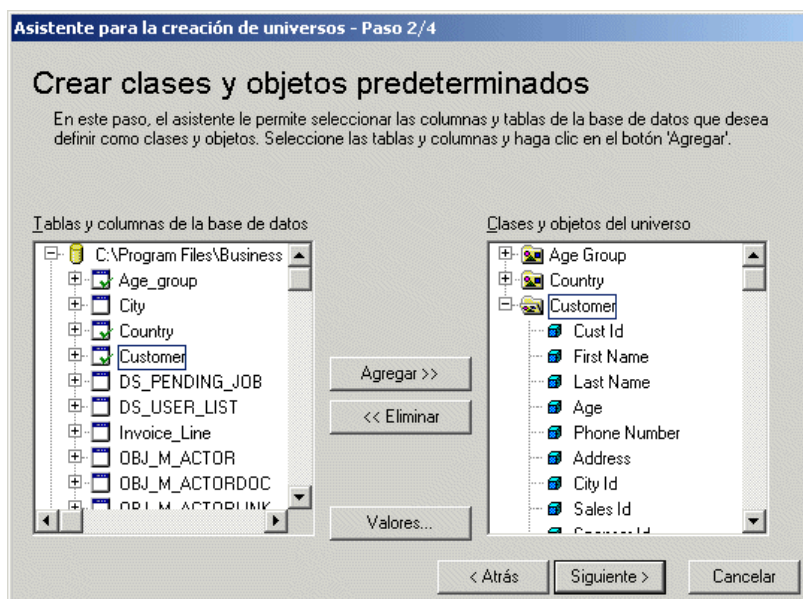 Asistente para la creación de universos - Paso 2/4
Crear clases y objetos predeterminados
En este paso, el asistente le permite seleccionar las columnas y tablas de la base de datos que desea
definir como clases y objetos. Seleccione las tablas y columnas y haga clic en el botón 'Agregar'.
Tablas y columnas de la base de datos
C:\Program Files\Business
Age_group
City
Country
Customer
DS_PENDING_JOB
DS_USER_LIST
Invoice_Line
OBJ_M_ACTOR
OBJ_M_ACTORDOC
OBJ_M_ACTORLINK
Agregar >>
<< Eliminar
Valores...
Clases y objetos del universo
Age Group
Country
Customer
Cust Id
First Name
Last Name
Age
Phone Number
Address
City Id
Sales Id
Sponsor Id
< Atrás
Siguiente >
Cancelar